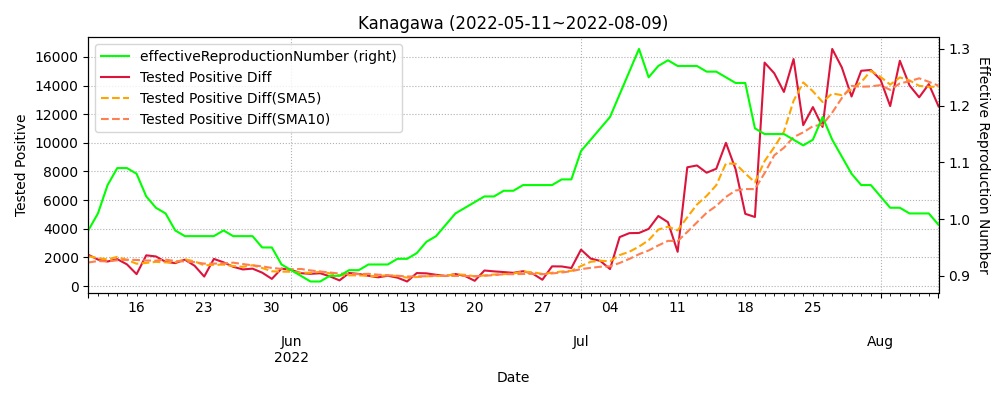 Kanagawa (2022-05-11~2022-08-09)
effectiveReproductionNumber (right)
Tested Positive Diff
Tested Positive Diff(SMA5)
Tested Positive Diff(SMA10)
Tested Positive
16000
14000
12000
10000
8000
6000
4000
2000
0
1.3
1.2
1.1
1.0
0.9
Effective Reproduction Number
16 23 30 06 13 20 27 04 11 18 25
Jun Jul Aug
2022
Date